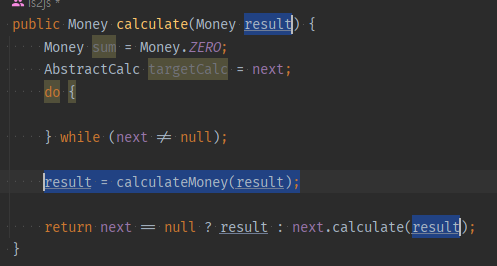 ls2js *
public Money calculate(Money result) {
Money sum = Money.ZERO;
AbstractCalc targetCalc = next;
do {
} while (next ≠ null);
result = calculateMoney(result);
return next == null ? result : next.calculate(result);
}